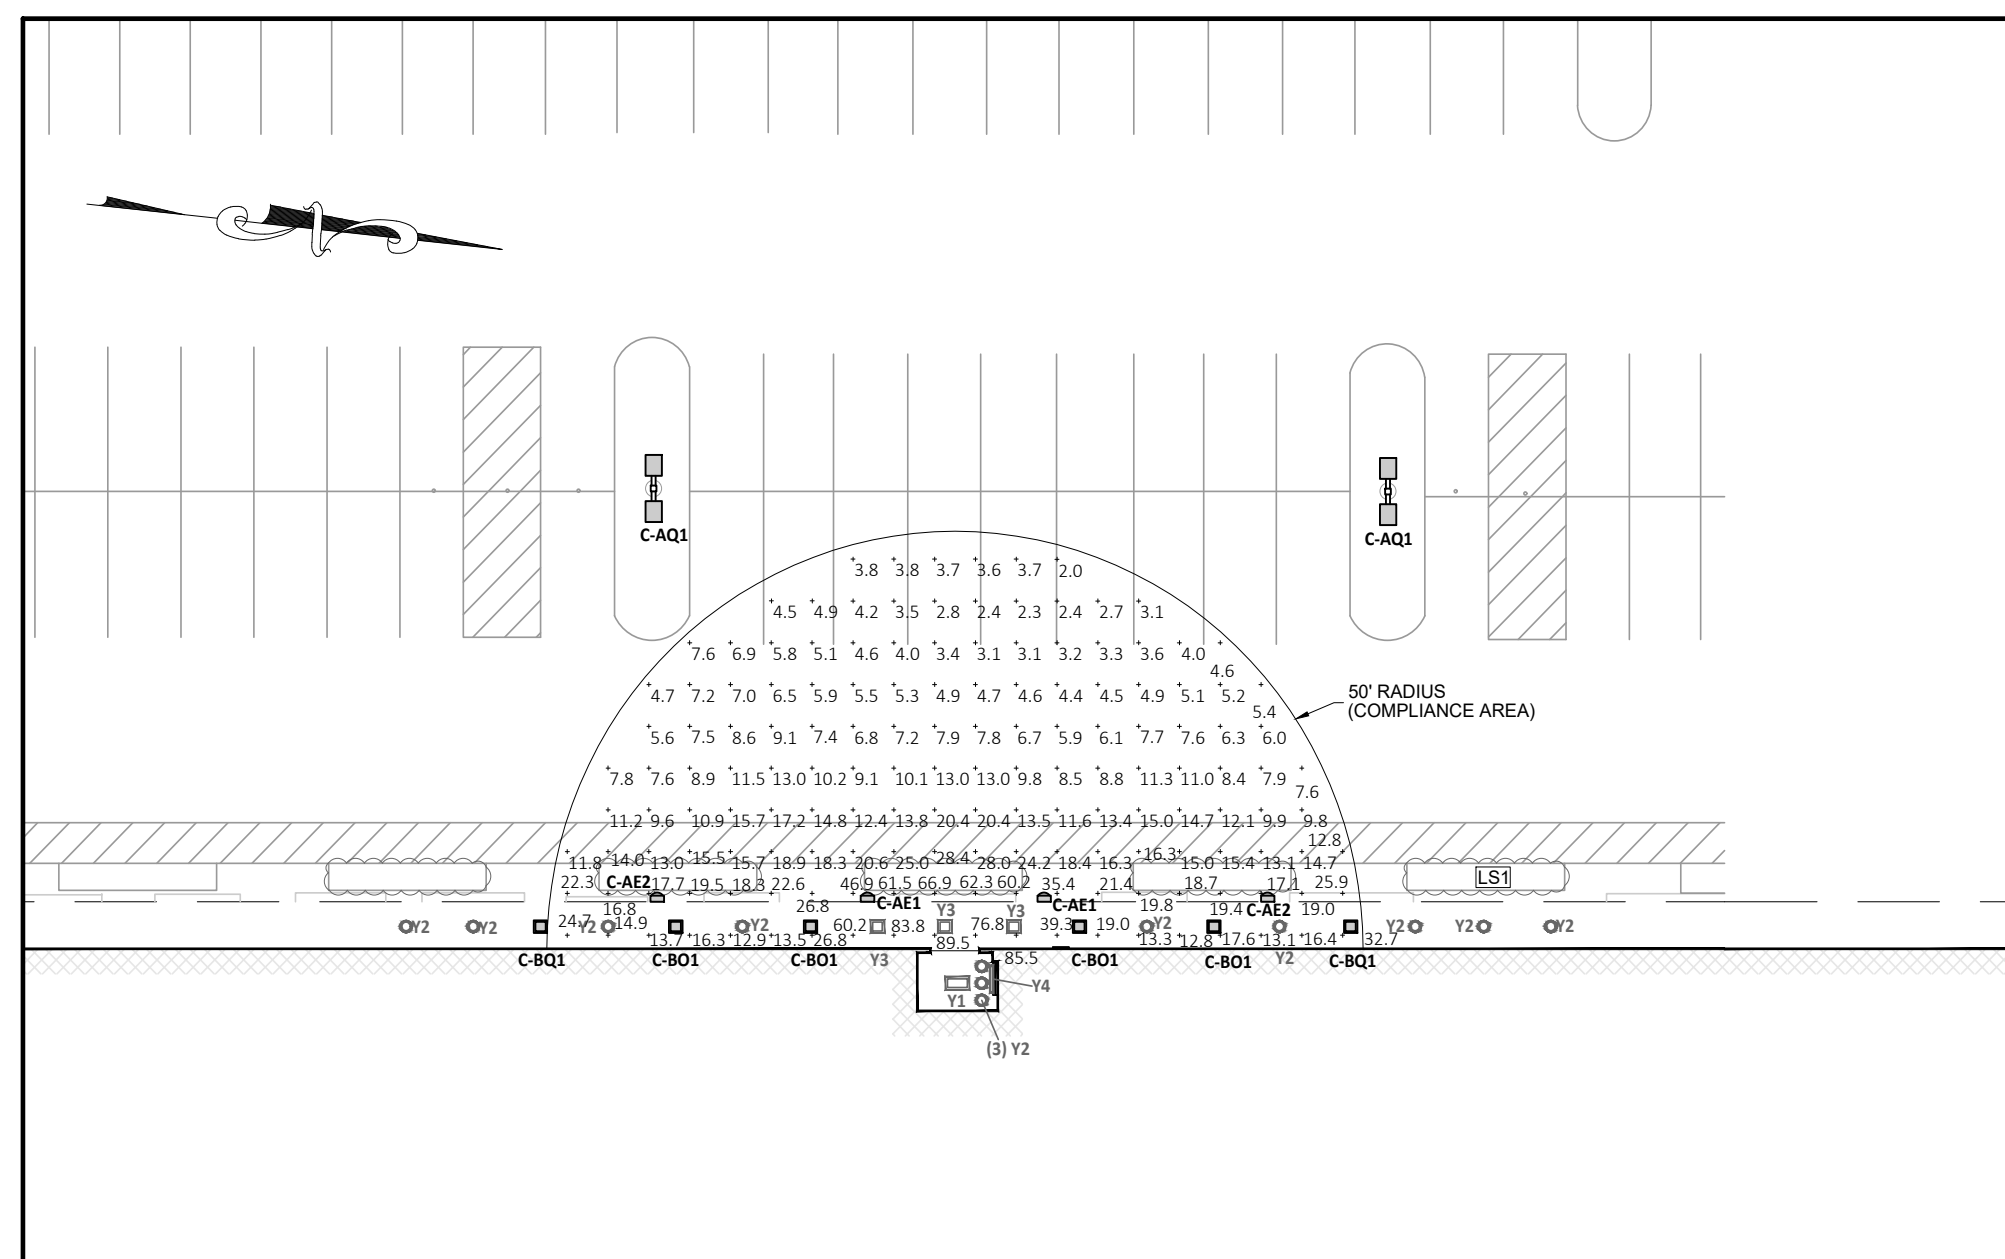 C-AQ1 C-AQ1
3.8 3.8 3.7 3.6 3.7 2.0
4.5 4.9 4.2 3.5 2.8 2.4 2.3 2.4 2.7 3.1
7.6 6.9 5.8 5.1 4.6 4.0 3.4 3.1 3.1 3.2 3.3 3.6 4.0
4.6
4.7 7.2 7.0 6.5 5.9 5.5 5.3 4.9 4.7 4.6 4.4 4.5 4.9 5.1 5.2
5.4
50' RADIUS
(COMPLIANCE AREA)
5.6 7.5 8.6 9.1 7.4 6.8 7.2 7.9 7.8 6.7 5.9 6.1 7.7 7.6 6.3 6.0
7.8 7.6 8.9 11.5 13.0 10.2 9.1 10.1 13.0 13.0 9.8 8.5 8.8 11.3 11.0 8.4 7.9
7.6
11.2 9.6 10.9 15.7 17.2 14.8 12.4 13.8 20.4 20.4 13.5 11.6 13.4 15.0 14.7 12.1 9.9 9.8
12.8
11.8 14.0 13.0 15.5 15.7 18.9 18.3 20.6 25.0 28.4 28.0 24.2 18.4 16.3 16.3 15.0 15.4 13.1 14.7
22.3 C-AE2 17.7 19.5 18.3 22.6 46.9 61.5 66.9 62.3 60.2 35.4 21.4 18.7 17.1 25.9 LS1
16.8 26.8 C-AE1 Y3 Y3 C-AE1 19.8 19.4 C-AE2 19.0
Y2 Y2 24.7 Y2 14.9 Y2 60.2 83.8 76.8 39.3 19.0 Y2 Y2 Y2 Y2
13.7 16.3 12.9 13.5 26.8 89.5 13.3 12.8 17.6 13.1 16.4 32.7
C-BQ1 C-BO1 C-BO1 Y3 85.5 C-BO1 C-BO1 Y2 C-BQ1
Y1 Y4
(3) Y2